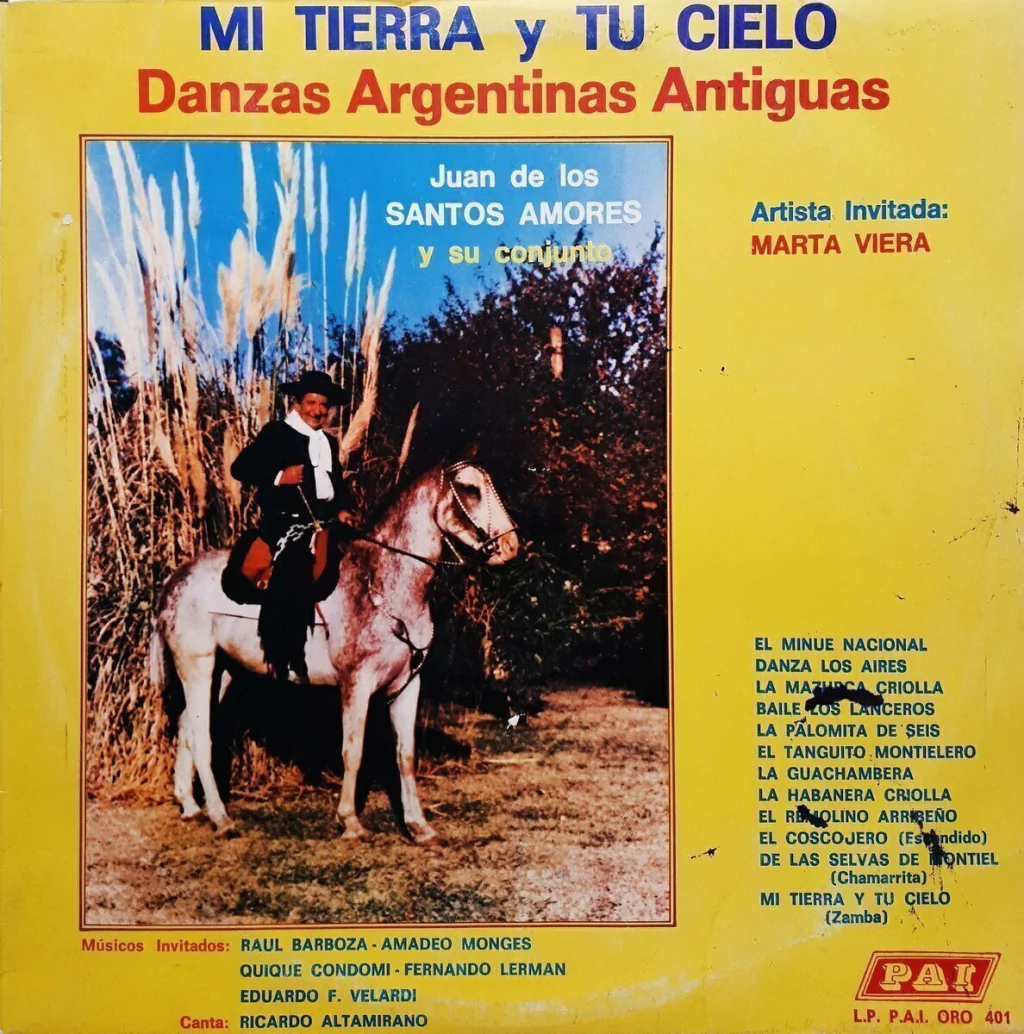 MI TIERRA y TU CIELO
Danzas Argentinas Antiguas
Juan de los
SANTOS AMORES
y su conjunto
Artista Invitada:
MARTA VIERA
EL MINUE NACIONAL
DANZA LOS AIRES
LA MAZURCA CRIOLLA
BAILE LOS LANCEROS
LA PALOMITA DE SEIS
EL TANGUITO MONTIELERO
LA GUACHAMBERA
LA HABANERA CRIOLLA
EL REMOLINO ARRIBEÑO
EL COSCOJERO (Escondido)
DE LAS SELVAS DE MONTIEL
(Chamarrita)
MI TIERRA Y TU CIELO
(Zamba)
Músicos Invitados: RAUL BARBOZA - AMADEO MONGES
QUIQUE CONDOMI - FERNANDO LERMAN
EDUARDO F. VELARDI
Canta: RICARDO ALTAMIRANO
P.A.I.
L.P. P.A.I. ORO 401